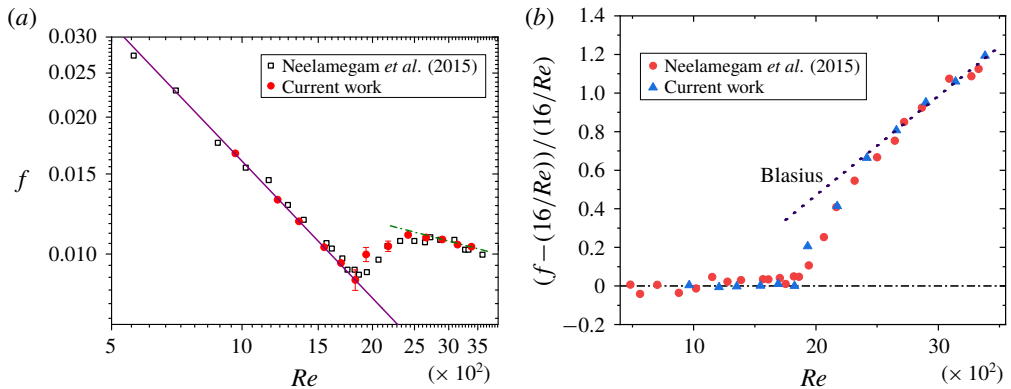 (a)
0.030
0.025
0.020
0.015
0.010
f
Neelamegam et al. (2015)
Current work
5
10
15
20
25
30
35
Re
(× 10²)
(b)
1.4
1.2
1.0
0.8
0.6
0.4
0.2
0
−0.2
(f−(16/Re))/(16/Re)
Neelamegam et al. (2015)
Current work
Blasius
10
20
30
Re
(× 10²)